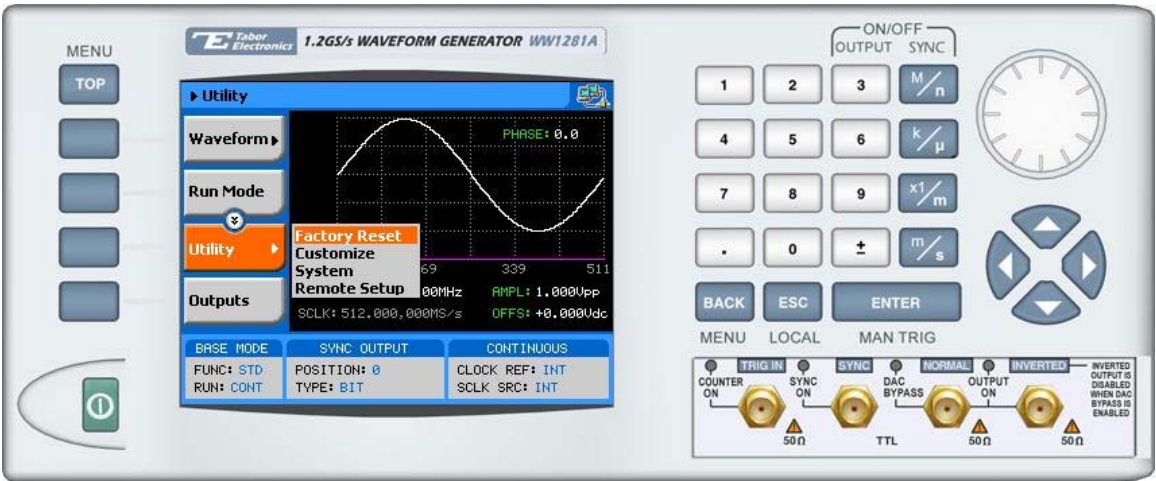 MENU
TOP
Tabor
Electronics
1.2GS/s WAVEFORM GENERATOR WW1281A
Utility
Waveform
Run Mode
Utility
Outputs
PHASE: 0.0
Factory Reset
Customize
System
Remote Setup
69 339 511
00MHz AMPL: 1.000Vpp
SCLK: 512.000,000MS/s OFFS: +0.000Vdc
BASE MODE
FUNC: STD
RUN: CONT
SYNC OUTPUT
POSITION: 0
TYPE: BIT
CONTINUOUS
CLOCK REF: INT
SCLK SRC: INT
ON/OFF
OUTPUT SYNC
1 2 3 M/n
4 5 6 k/µ
7 8 9 x1/m
. 0 ± m/s
BACK ESC ENTER
MENU LOCAL MAN TRIG
COUNTER
ON
TRIG IN
SYNC
ON
SYNC
DAC
BYPASS
NORMAL
OUTPUT
ON
INVERTED
INVERTED
OUTPUT IS
DISABLED
WHEN DAC
BYPASS IS
ENABLED
50Ω TTL 50Ω 50Ω